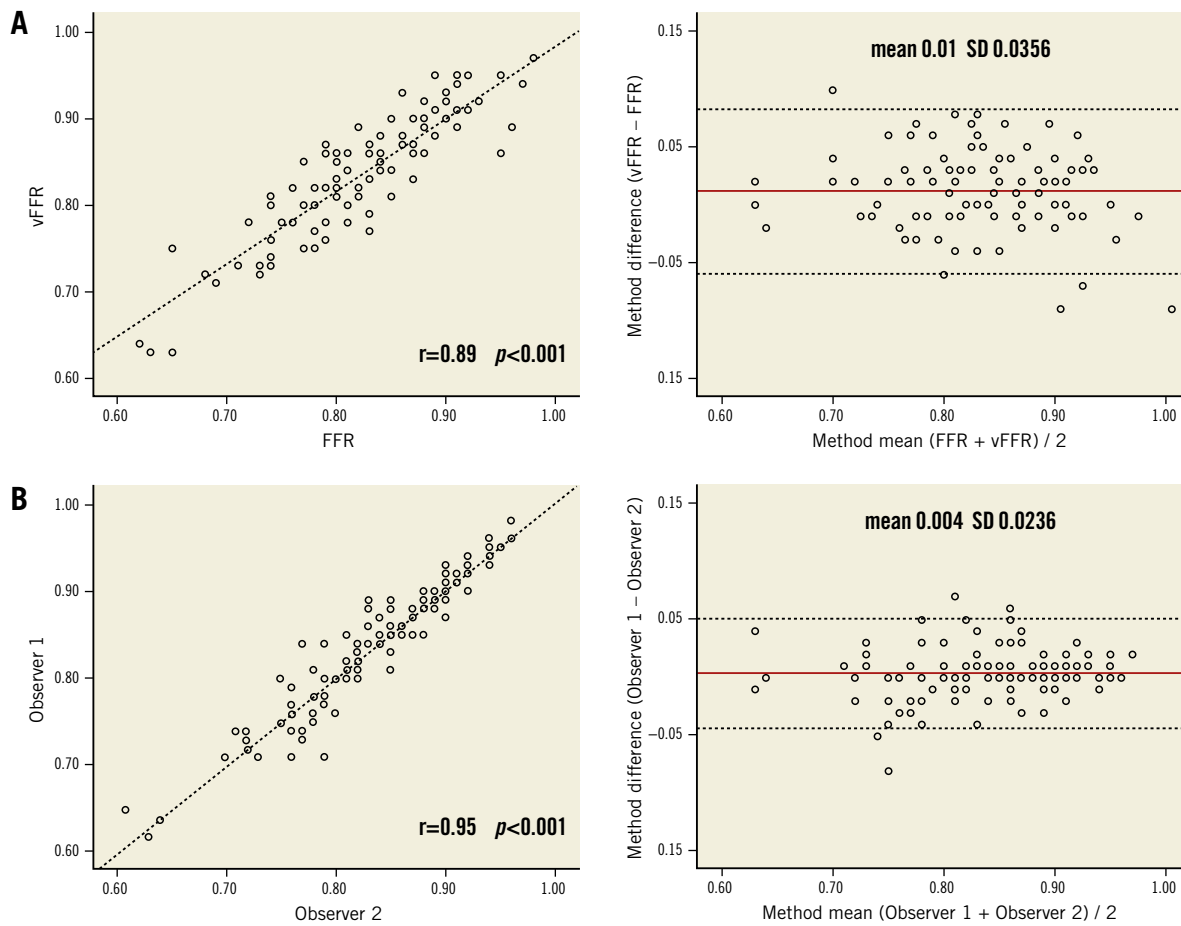 A
1.00
0.90
0.80
0.70
0.60
vFFR
r=0.89 p<0.001
0.60 0.70 0.80 0.90 1.00
FFR
0.15
0.05
−0.05
0.15
Method difference (vFFR − FFR)
mean 0.01 SD 0.0356
0.60 0.70 0.80 0.90 1.00
Method mean (FFR + vFFR) / 2
B
1.00
0.90
0.80
0.70
0.60
Observer 1
r=0.95 p<0.001
0.60 0.70 0.80 0.90 1.00
Observer 2
0.15
0.05
−0.05
0.15
Method difference (Observer 1 − Observer 2)
mean 0.004 SD 0.0236
0.60 0.70 0.80 0.90 1.00
Method mean (Observer 1 + Observer 2) / 2